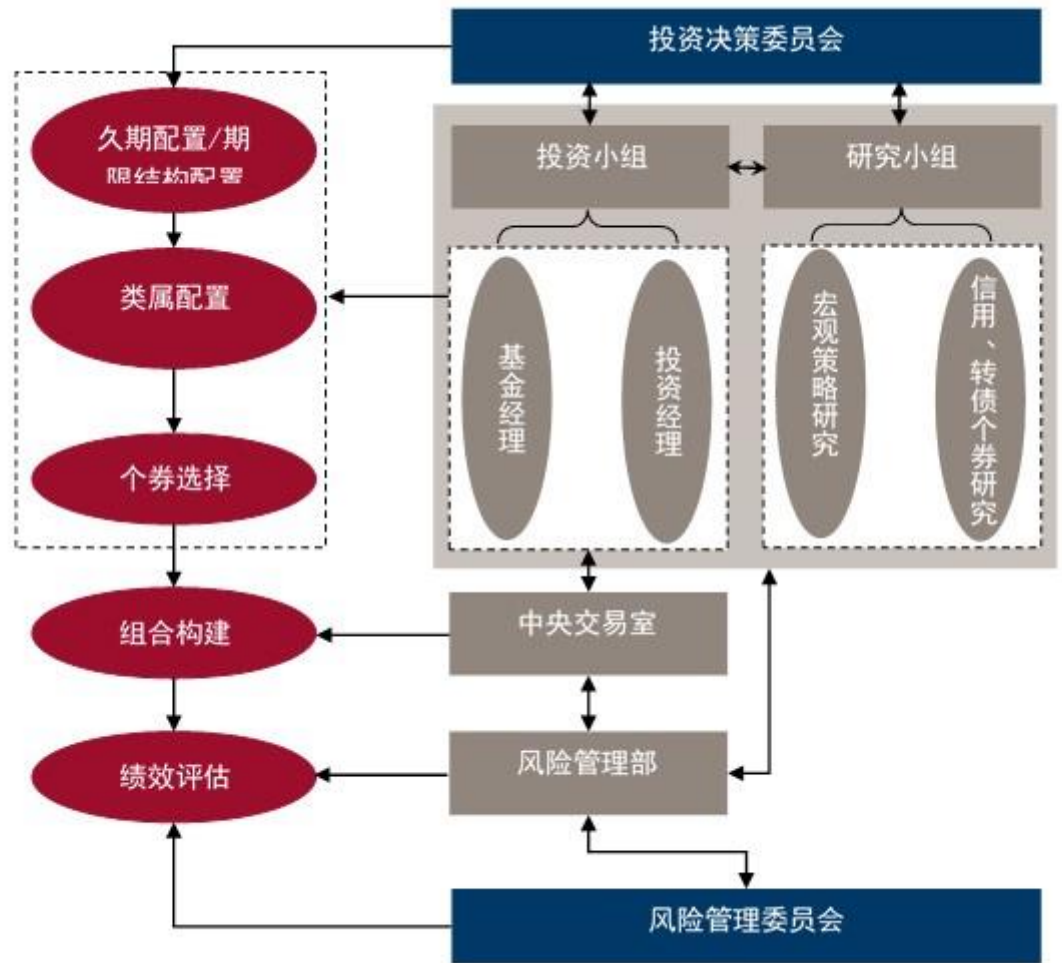 投资决策委员会
久期配置/期
限结构配置
投资小组
研究小组
类属配置
基金经理
投资经理
宏观策略研究
信用、转债个券研究
个券选择
组合构建
中央交易室
绩效评估
风险管理部
风险管理委员会